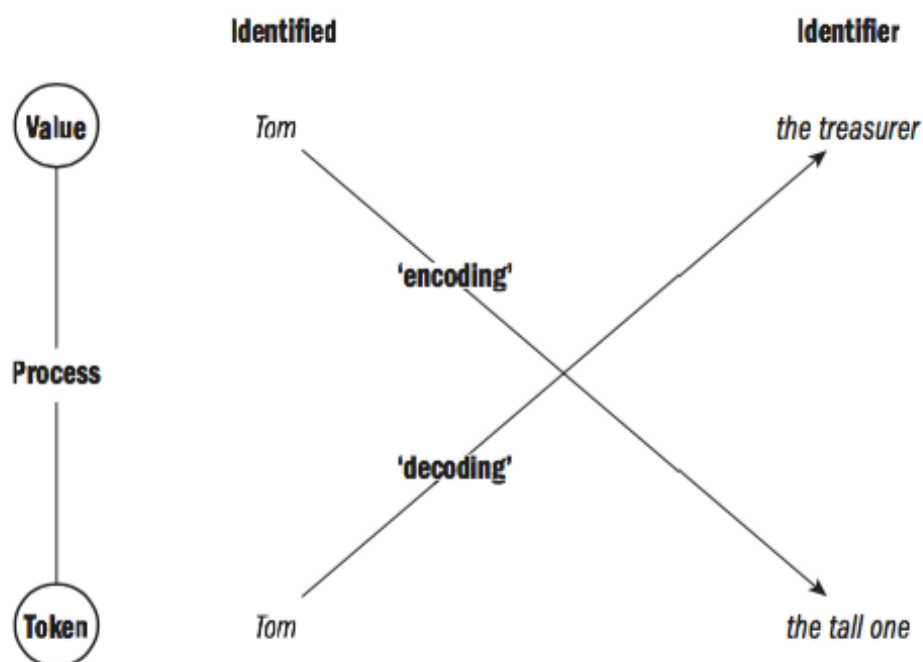 Identified Identifier
Value Tom the treasurer
‘encoding’
Process
‘decoding’
Token Tom the tall one